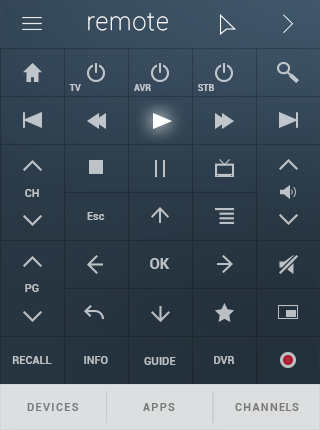 remote
TV AVR STB
CH
Esc
OK
PG
RECALL INFO GUIDE DVR
DEVICES APPS CHANNELS